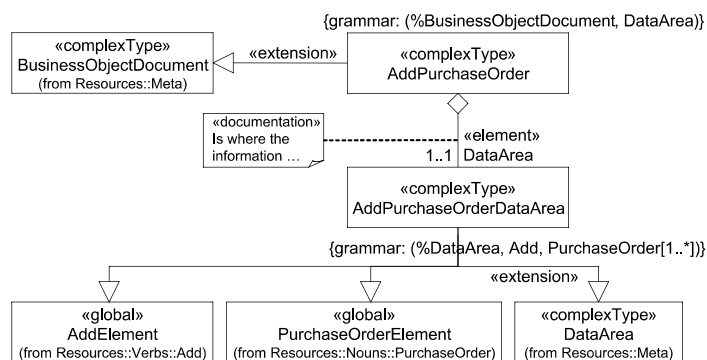 {grammar: (%BusinessObjectDocument, DataArea)}
«complexType»
BusinessObjectDocument
(from Resources::Meta)
«extension»
«complexType»
AddPurchaseOrder
«documentation»
Is where the
information ...
«element»
1..1 DataArea
«complexType»
AddPurchaseOrderDataArea
{grammar: (%DataArea, Add, PurchaseOrder[1..*])}
«extension»
«global»
AddElement
(from Resources::Verbs::Add)
«global»
PurchaseOrderElement
(from Resources::Nouns::PurchaseOrder)
«complexType»
DataArea
(from Resources::Meta)